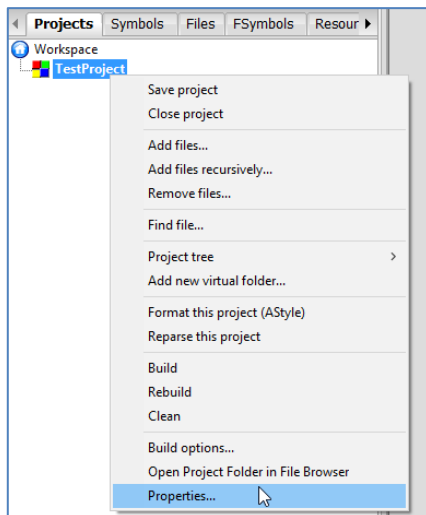 Projects Symbols Files FSymbols Resour
Workspace
TestProject
Save project
Close project
Add files...
Add files recursively...
Remove files...
Find file...
Project tree
Add new virtual folder...
Format this project (AStyle)
Reparse this project
Build
Rebuild
Clean
Build options...
Open Project Folder in File Browser
Properties...